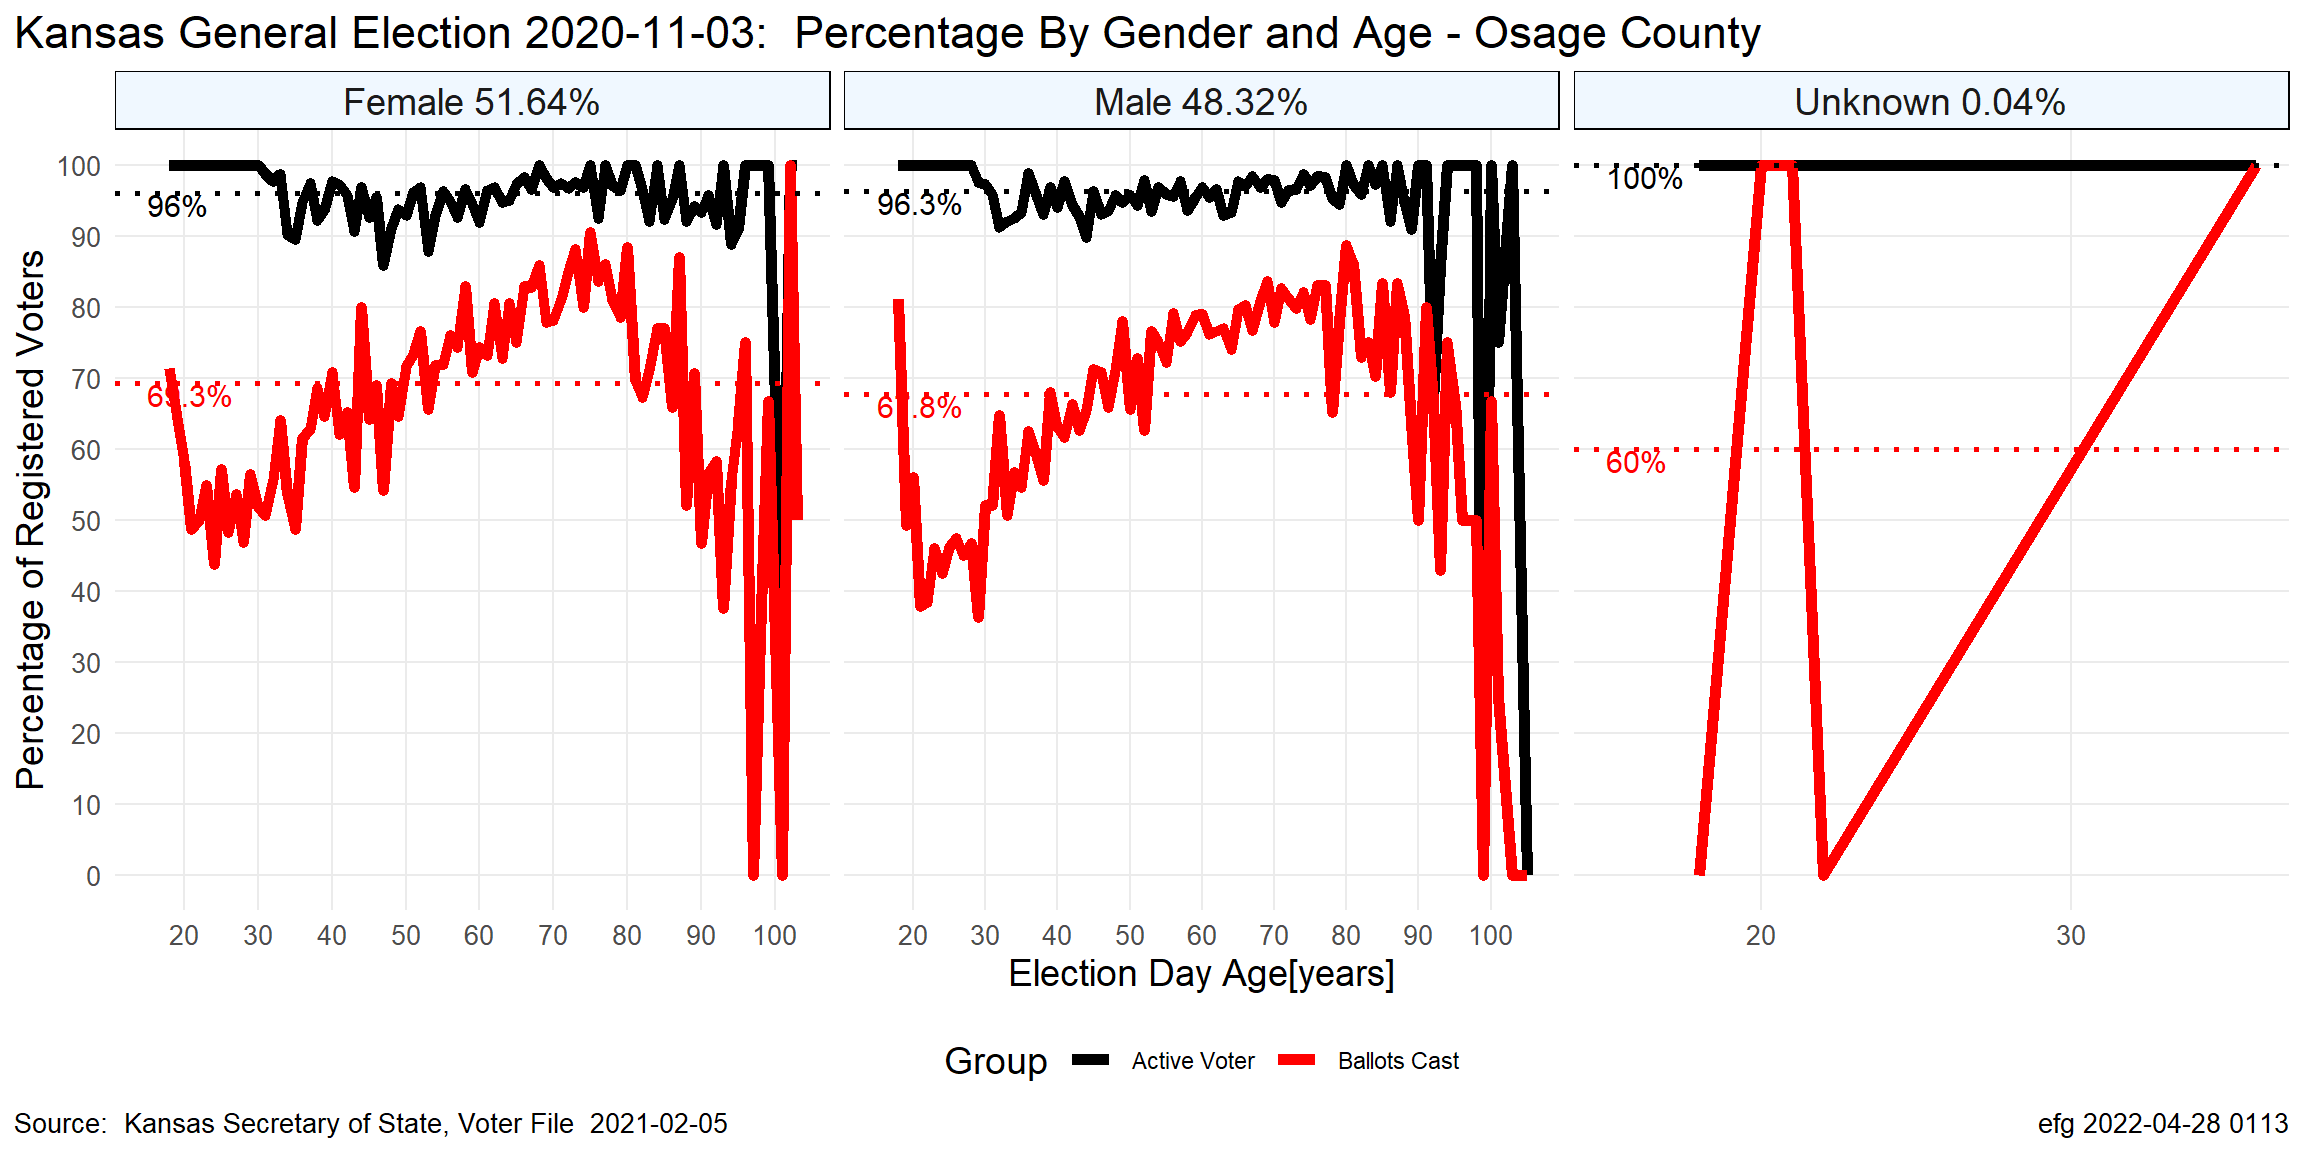 Kansas General Election 2020-11-03:  Percentage By Gender and Age - Osage County
Female 51.64%
Male 48.32%
Unknown 0.04%
Percentage of Registered Voters
100
90
80
70
60
50
40
30
20
10
0
96%
96.3%
100%
60%
20 30 40 50 60 70 80 90 100
20 30 40 50 60 70 80 90 100
20 30
Election Day Age[years]
Group Active Voter Ballots Cast
Source:  Kansas Secretary of State, Voter File  2021-02-05
efg 2022-04-28 0113